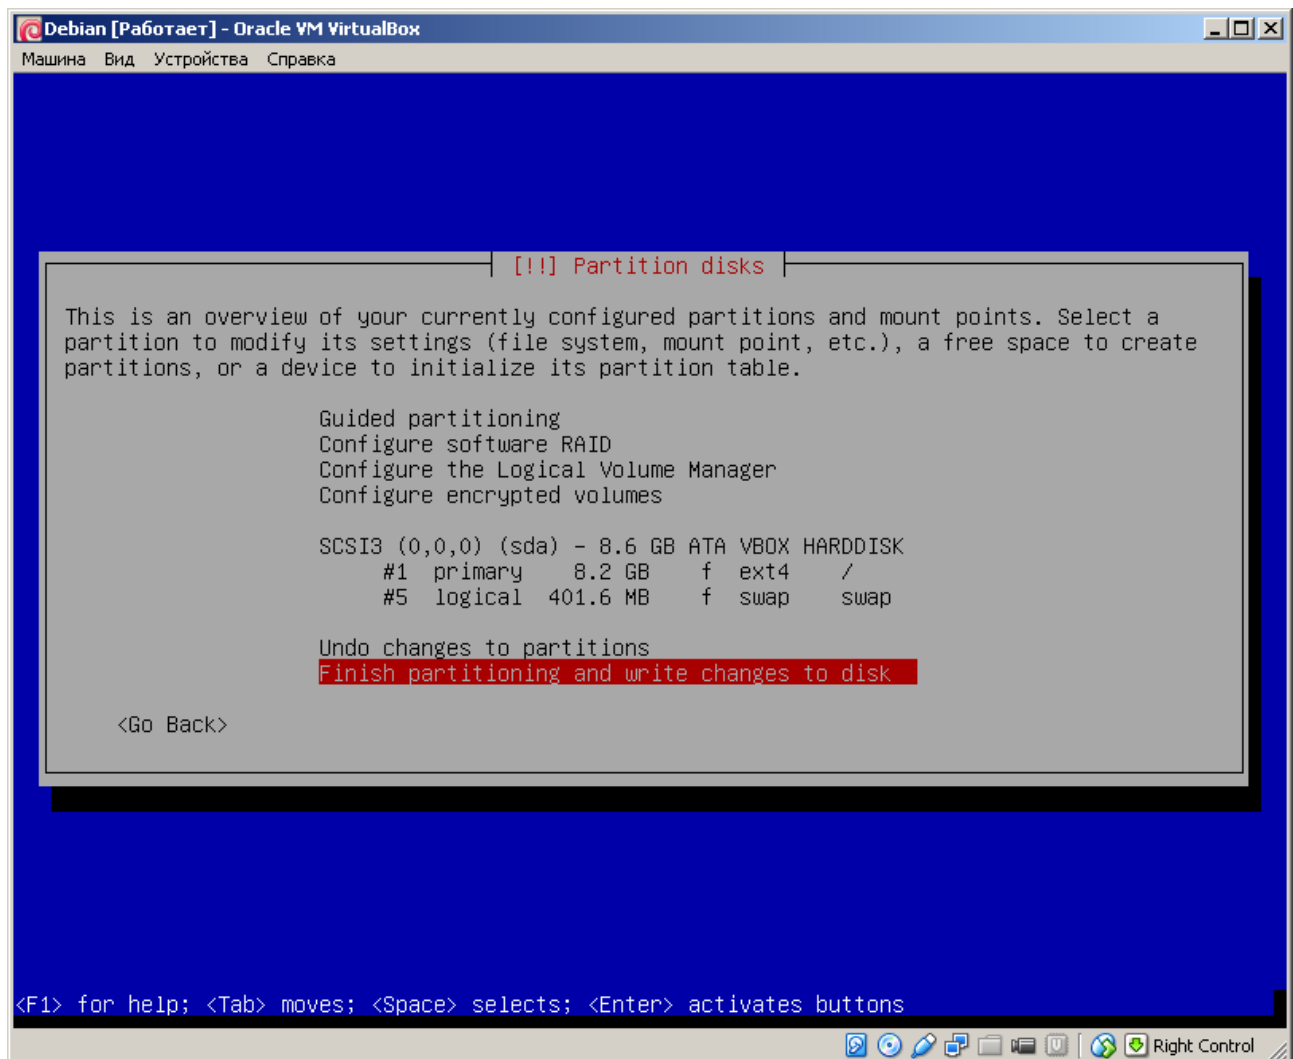 Debian [Работает] - Oracle VM VirtualBox
Машина Вид Устройства Справка
[!!] Partition disks
This is an overview of your currently configured partitions and mount points. Select a
partition to modify its settings (file system, mount point, etc.), a free space to create
partitions, or a device to initialize its partition table.
Guided partitioning
Configure software RAID
Configure the Logical Volume Manager
Configure encrypted volumes
SCSI3 (0,0,0) (sda) - 8.6 GB ATA VBOX HARDDISK
#1 primary 8.2 GB f ext4 /
#5 logical 401.6 MB f swap swap
Undo changes to partitions
Finish partitioning and write changes to disk
<Go Back>
<F1> for help; <Tab> moves; <Space> selects; <Enter> activates buttons
Right Control